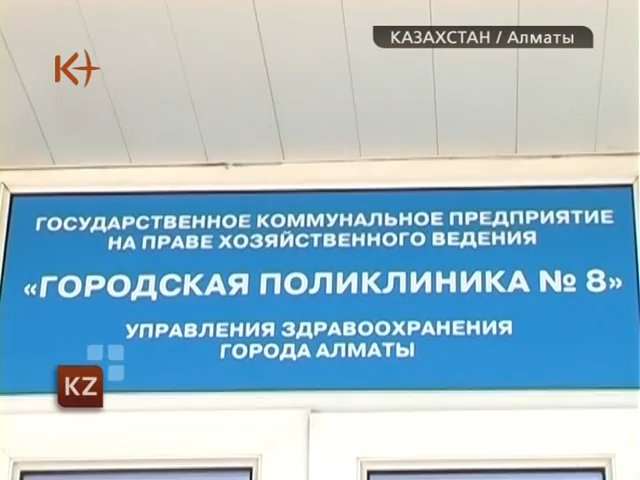 КАЗАХСТАН / Алматы
K+
ГОСУДАРСТВЕННОЕ КОММУНАЛЬНОЕ ПРЕДПРИЯТИЕ
НА ПРАВЕ ХОЗЯЙСТВЕННОГО ВЕДЕНИЯ
«ГОРОДСКАЯ ПОЛИКЛИНИКА № 8»
УПРАВЛЕНИЯ ЗДРАВООХРАНЕНИЯ
ГОРОДА АЛМАТЫ
KZ